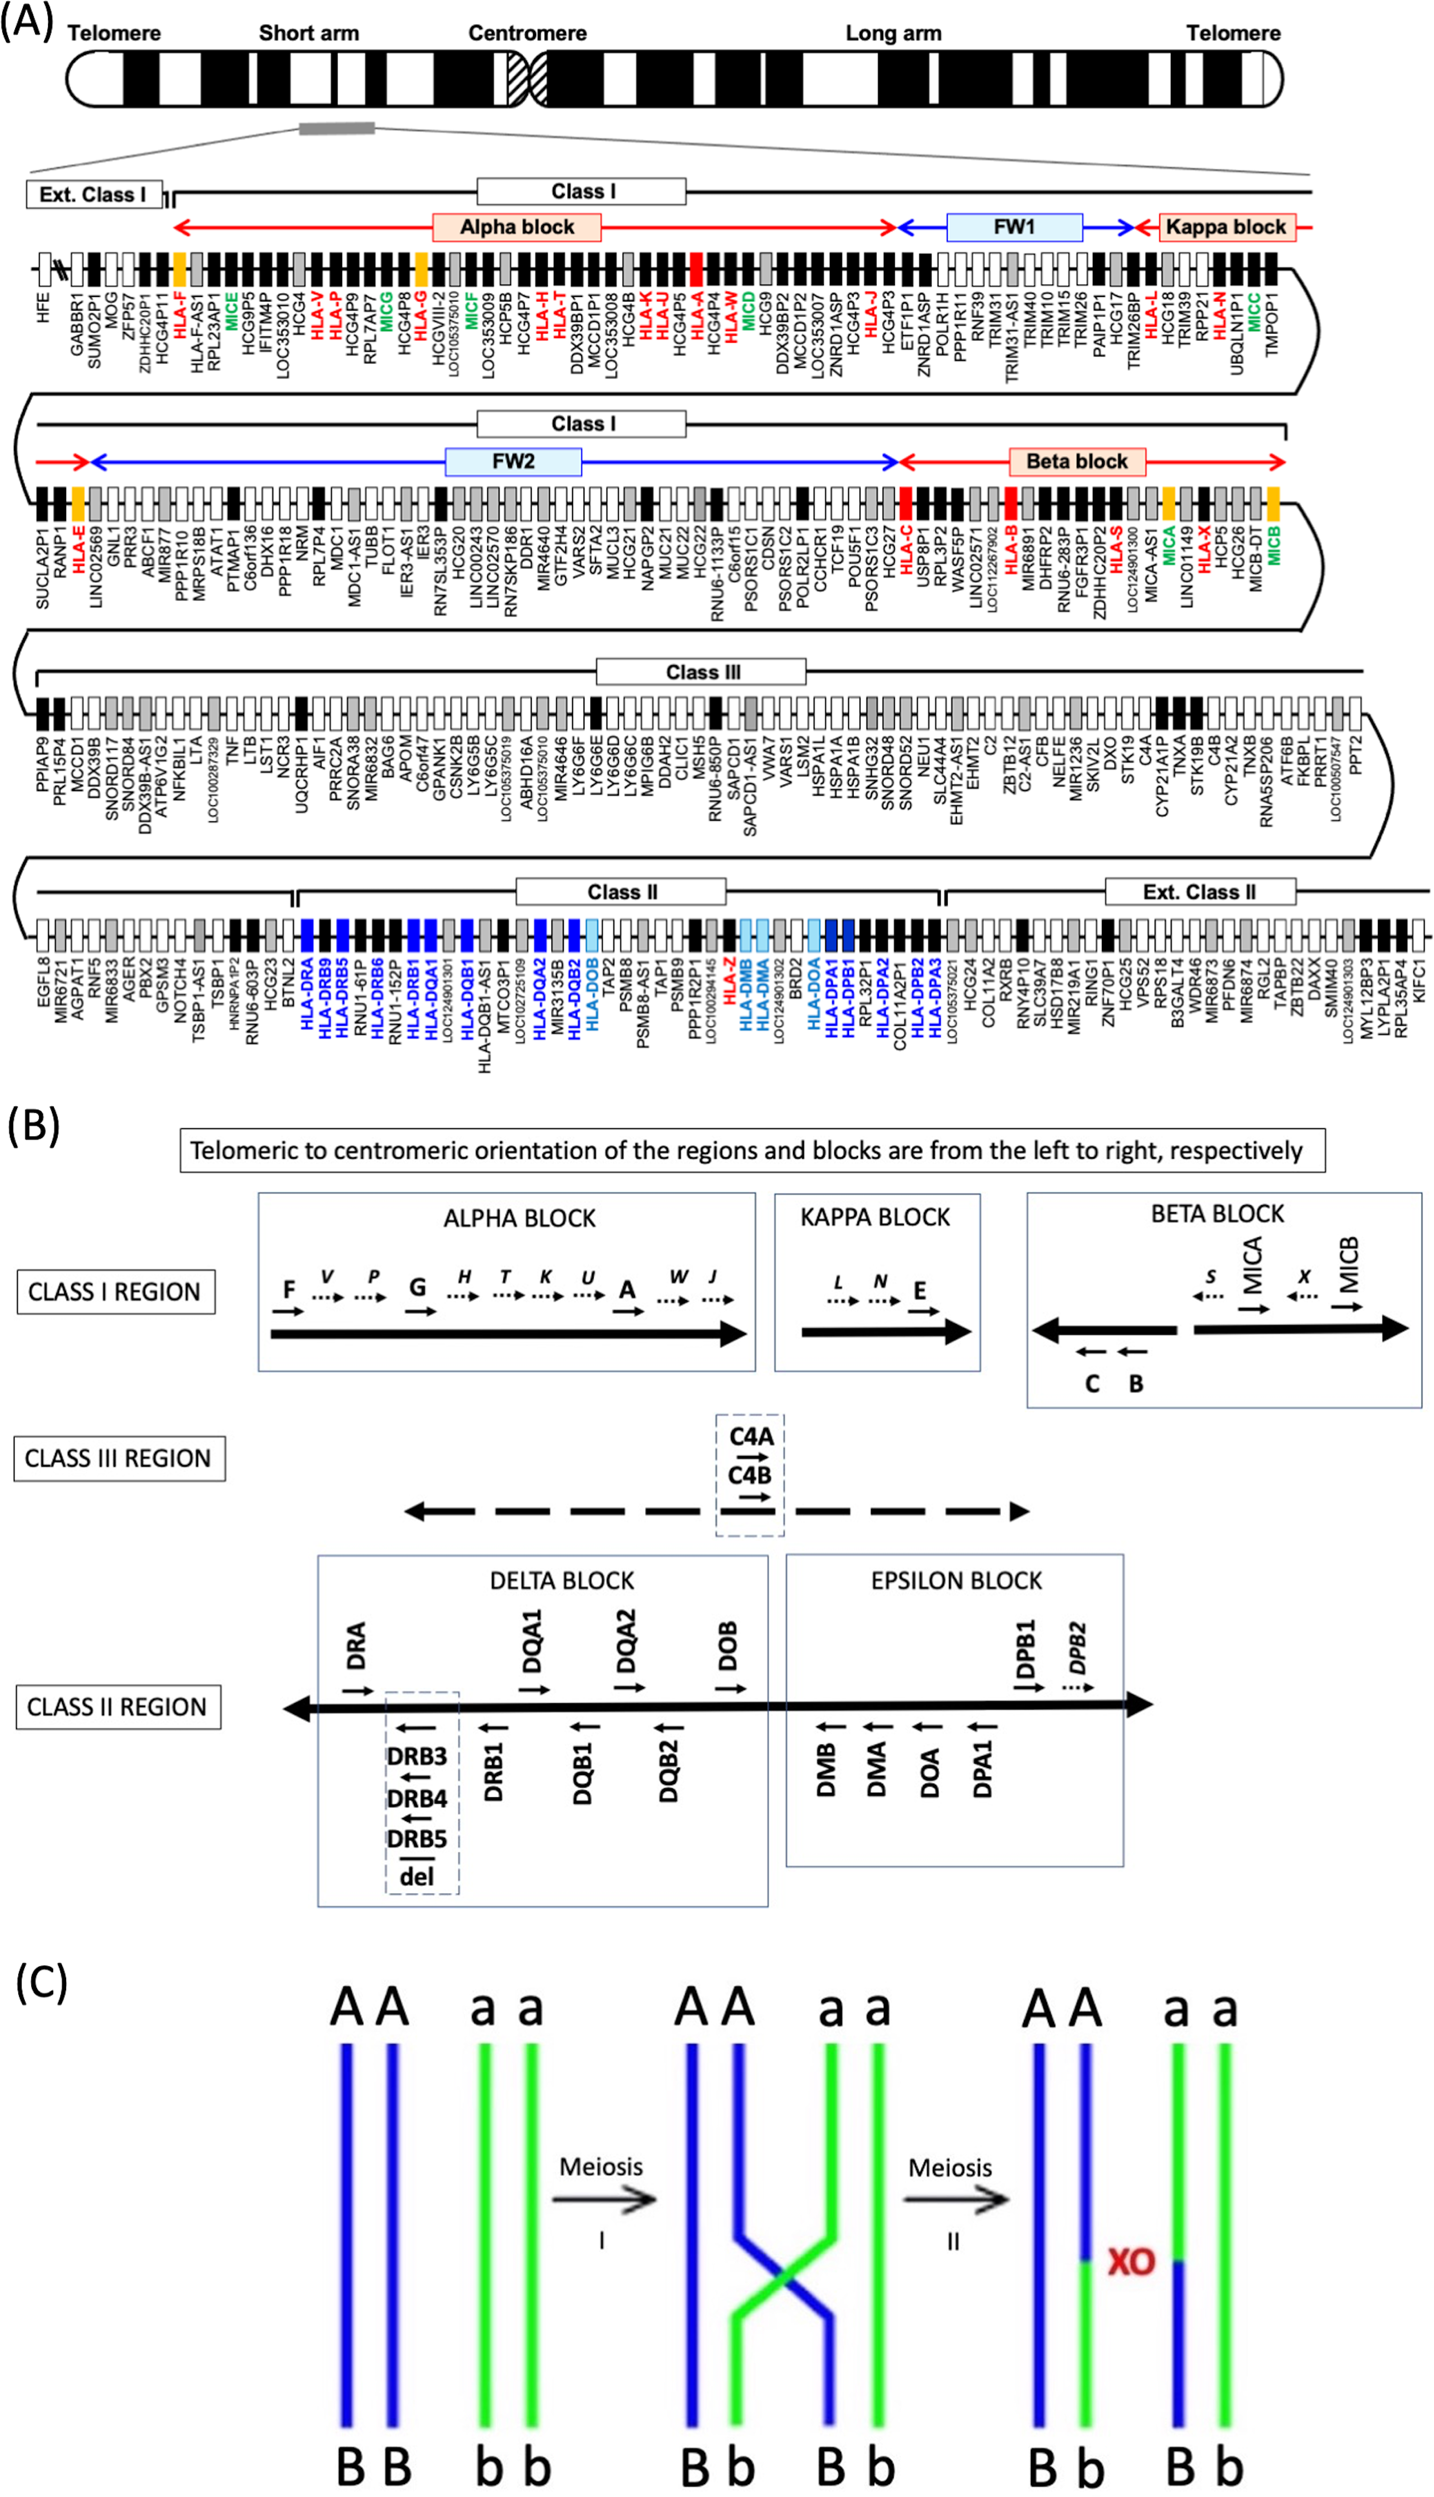 (A)
Telomere Short arm Centromere Long arm Telomere
Ext. Class I Class I
Alpha block FW1 Kappa block
HFE GABBR1 SUMO2P1 MOG ZFP57 ZDHHC20P1 HCG4P11 HLA-F HLA-F-AS1 RPL23AP1 MICE HCG9P5 IFITM4P LOC353010 HCG4 HLA-V HLA-P HCG4P9 RPL7AP7 MICG HCG4P8 HLA-G HCGVIII-2 LOC105375010 MICF LOC353009 HCP5B HCG4P7 HLA-H HLA-T DDX39BP1 MCCD1P1 LOC353008 HCG4B HLA-K HLA-U HCG4P5 HLA-A HCG4P4 HLA-W MICD HCG9 DDX39BP2 MCCD1P2 LOC353007 ZNRD1ASP HCG4P3 HLA-J HCG4P3 ETF1P1 ZNRD1ASP POLR1H PPP1R11 RNF39 TRIM31 TRIM31-AS1 TRIM40 TRIM10 TRIM15 TRIM26 PAIP1P1 HCG17 TRIM26BP HLA-L HCG18 TRIM39 RPP21 HLA-N UBQLN1P1 MICC TMPOP1
Class I
FW2 Beta block
SUCLA2P1 RANP1 HLA-E LINC02569 GNL1 PRR3 ABCF1 MIR877 PPP1R10 MRPS18B ATAT1 PTMAP1 C6orf136 DHX16 PPP1R18 NRM RPL7P4 MDC1 MDC1-AS1 TUBB FLOT1 IER3-AS1 IER3 RN7SL353P HCG20 LINC00243 LINC02570 RN7SKP186 DDR1 MIR4640 GTF2H4 VARS2 SFTA2 MUCL3 HCG21 NAPGP2 MUC21 MUC22 HCG22 RNU6-1133P C6orf15 PSORS1C1 CDSN PSORS1C2 POLR2LP1 CCHCR1 TCF19 POU5F1 PSORS1C3 HCG27 HLA-C USP8P1 RPL3P2 WASF5P LINC02571 LOC112267902 HLA-B MIR6891 DHFRP2 RNU6-283P FGFR3P1 ZDHHC20P2 HLA-S LOC124901300 MICA-AS1 MICA LINC01149 HLA-X HCP5 HCG26 MICB-DT MICB
Class III
PPIAP9 PRL15P4 MCCD1 DDX39B SNORD117 SNORD84 DDX39B-AS1 ATP6V1G2 NFKBIL1 LTA LOC100287329 TNF LTB LST1 NCR3 UQCRHP1 AIF1 PRRC2A SNORA38 MIR6832 BAG6 APOM C6orf47 GPANK1 CSNK2B LY6G5B LY6G5C LOC105375019 ABHD16A LOC105375010 MIR4646 LY6G6F LY6G6E LY6G6D LY6G6C MPIG6B DDAH2 CLIC1 MSH5 RNU6-850P SAPCD1 SAPCD1-AS1 VWA7 VARS1 LSM2 HSPA1L HSPA1A HSPA1B SNHG32 SNORD48 SNORD52 NEU1 SLC44A4 EHMT2-AS1 EHMT2 C2 ZBTB12 C2-AS1 CFB NELFE MIR1236 SKIV2L DXO STK19 C4A CYP21A1P TNXA STK19B C4B CYP21A2 TNXB RNA5SP206 ATF6B FKBPL PRRT1 LOC100507547 PPT2
Class II Ext. Class II
EGFL8 MIR6721 AGPAT1 RNF5 MIR6833 AGER PBX2 GPSM3 NOTCH4 TSBP1-AS1 TSBP1 HNRNPA1P2 RNU6-603P HCG23 BTNL2 HLA-DRA HLA-DRB9 HLA-DRB5 RNU1-61P HLA-DRB6 RNU1-152P HLA-DRB1 HLA-DQA1 LOC124901301 HLA-DQB1 HLA-DQB1-AS1 MTCO3P1 LOC102725109 HLA-DQA2 MIR3135B HLA-DQB2 HLA-DOB TAP2 PSMB8 PSMB8-AS1 TAP1 PSMB9 PPP1R2P1 LOC100294145 HLA-Z HLA-DMB HLA-DMA LOC124901302 BRD2 HLA-DOA HLA-DPA1 HLA-DPB1 RPL32P1 HLA-DPA2 COL11A2P1 HLA-DPB2 HLA-DPA3 LOC105375021 HCG24 COL11A2 RXRB RNY4P10 SLC39A7 HSD17B8 MIR219A1 RING1 ZNF70P1 HCG25 VPS52 RPS18 B3GALT4 WDR46 MIR6873 PFDN6 MIR6874 RGL2 TAPBP ZBTB22 DAXX SMIM40 LOC124901303 MYL12BP3 LYPLA2P1 RPL35AP4 KIFC1
(B)
Telomeric to centromeric orientation of the regions and blocks are from the left to right, respectively
ALPHA BLOCK KAPPA BLOCK BETA BLOCK
CLASS I REGION F V P G H T K U A W J L N E S MICA X MICB
C B
CLASS III REGION
C4A
C4B
DELTA BLOCK EPSILON BLOCK
DRA DQA1 DQA2 DOB DPB1 DPB2
CLASS II REGION
DRB3 DRB1 DQB1 DQB2 DMB DMA DOA DPA1
DRB4
DRB5
del
(C)
A A a a A A a a A A a a
Meiosis Meiosis
I II
XO
B B b b B b B b B b B b